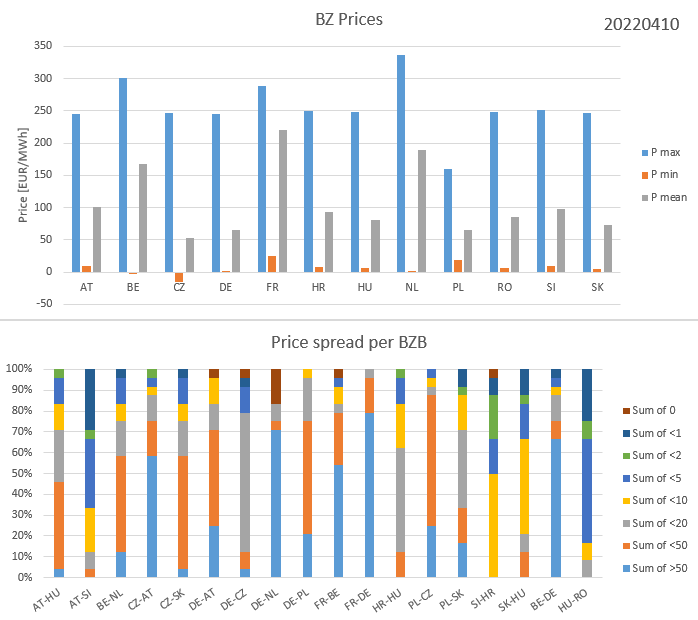 BZ Prices
20220410
350
300
250
200
150
100
50
0
-50
Price [EUR/MWh]
AT BE CZ DE FR HR HU NL PL RO SI SK
P max
P min
P mean
Price spread per BZB
100%
90%
80%
70%
60%
50%
40%
30%
20%
10%
0%
AT-HU AT-SI BE-NL CZ-AT CZ-SK DE-AT DE-CZ DE-NL DE-PL FR-BE FR-DE HR-HU PL-CZ PL-SK SI-HR SK-HU BE-DE HU-RO
Sum of 0
Sum of <1
Sum of <2
Sum of <5
Sum of <10
Sum of <20
Sum of <50
Sum of >50